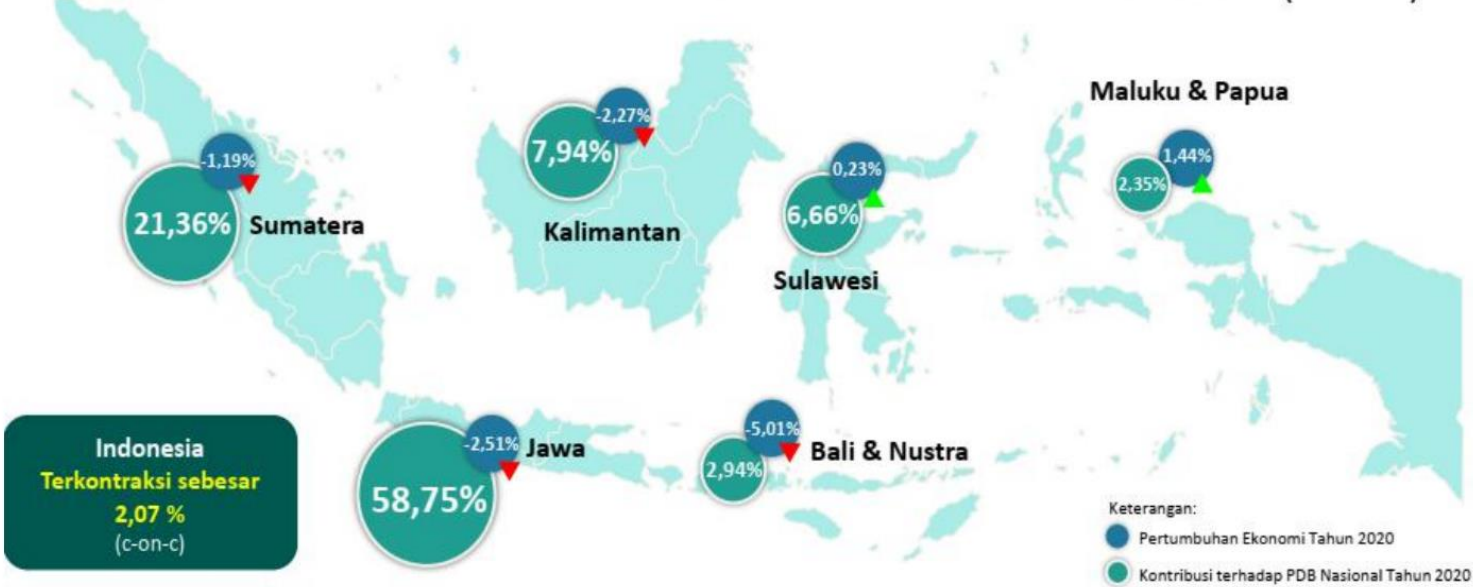 Maluku & Papua
-2,27%
7,94%
Kalimantan
-1,19%
21,36%
Sumatera
0,23%
6,66%
Sulawesi
1,44%
2,35%
-2,51%
Jawa
58,75%
-5,01%
2,94%
Bali & Nustra
Indonesia
Terkontraksi sebesar
2,07 %
(c-on-c)
Keterangan:
Pertumbuhan Ekonomi Tahun 2020
Kontribusi terhadap PDB Nasional Tahun 2020